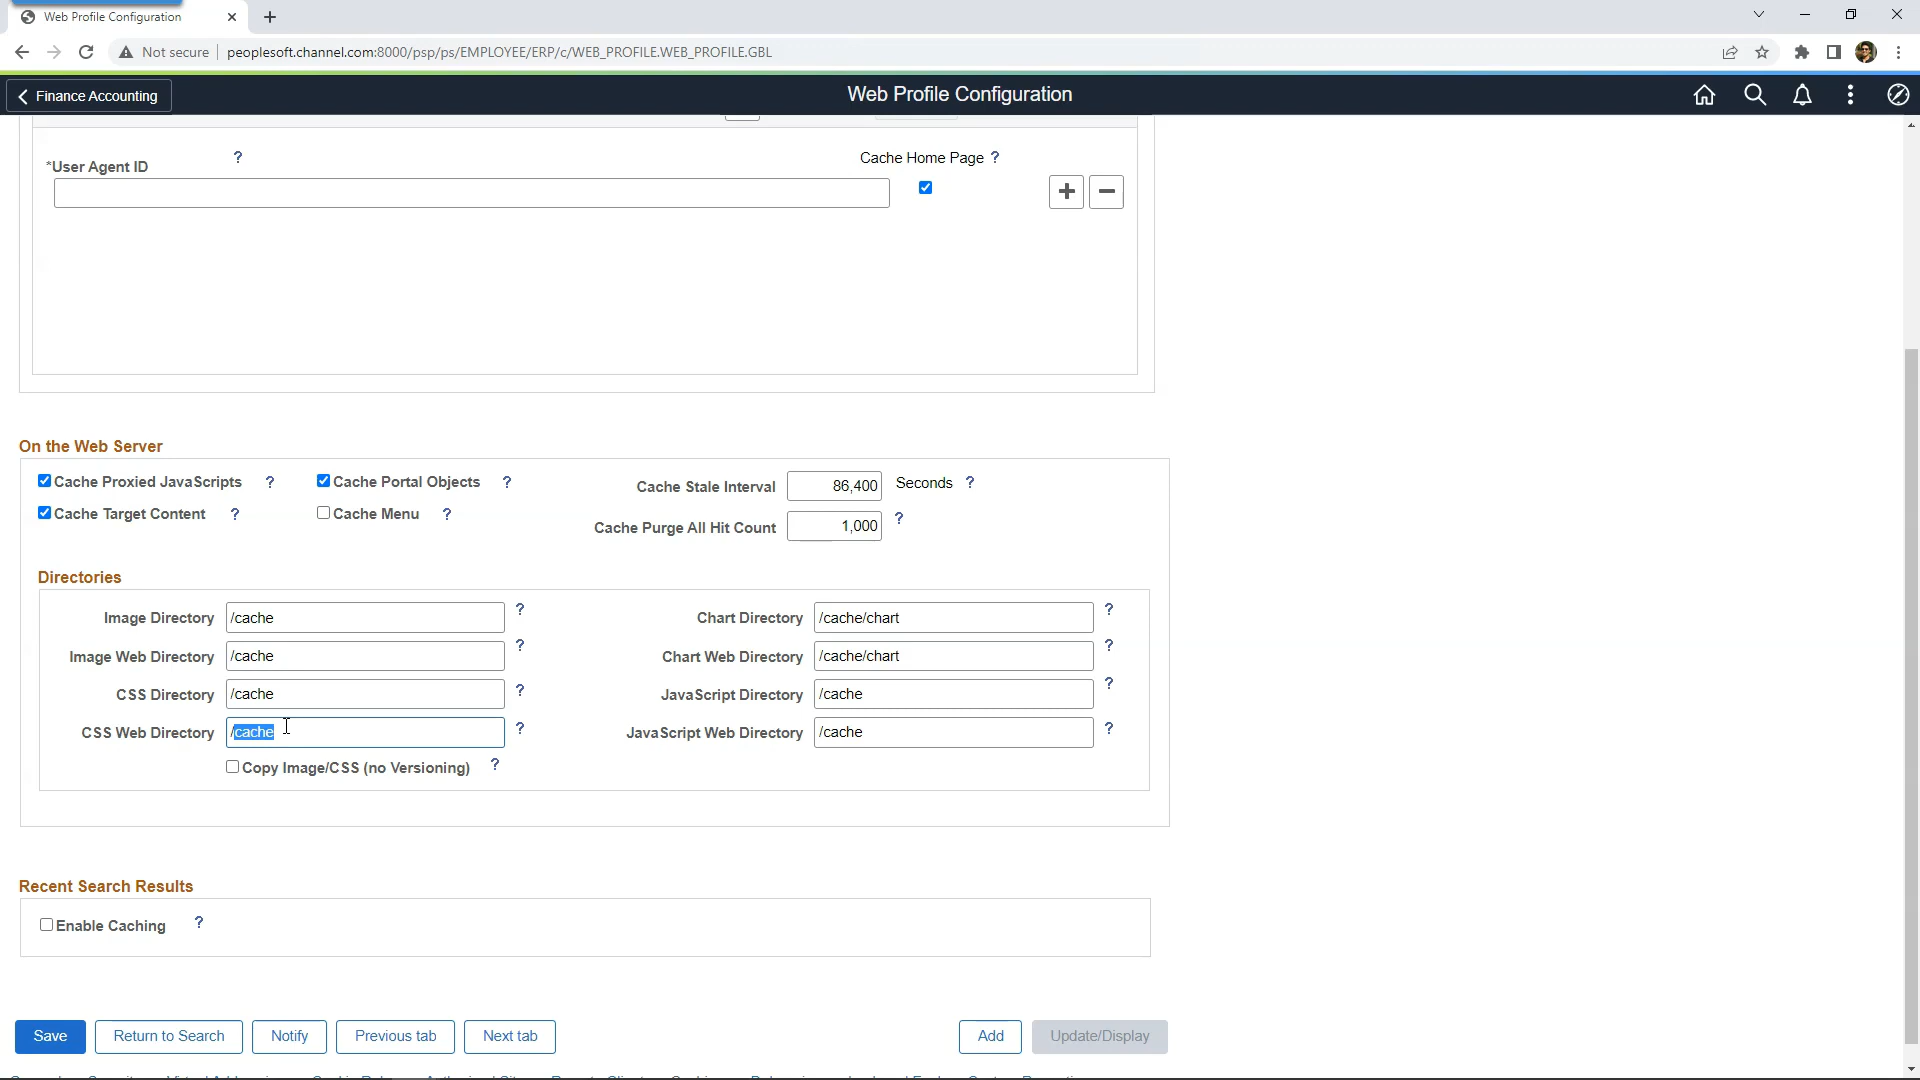 Web Profile Configuration
Not secure
peoplesoft.channel.com:8000/psp/ps/EMPLOYEE/ERP/c/WEB_PROFILE.WEB_PROFILE.GBL
Finance Accounting
Web Profile Configuration
*User Agent ID ?
Cache Home Page ?
On the Web Server
Cache Proxied JavaScripts ? Cache Portal Objects ? Cache Stale Interval 86,400 Seconds ?
Cache Target Content ? Cache Menu ? Cache Purge All Hit Count 1,000 ?
Directories
Image Directory /cache ? Chart Directory /cache/chart ?
Image Web Directory /cache ? Chart Web Directory /cache/chart ?
CSS Directory /cache ? JavaScript Directory /cache ?
CSS Web Directory /cache ? JavaScript Web Directory /cache ?
Copy Image/CSS (no Versioning) ?
Recent Search Results
Enable Caching ?
Save Return to Search Notify Previous tab Next tab Add Update/Display